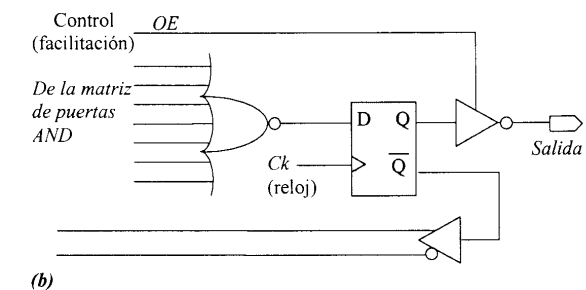 Control OE
(facilitación)
De la matriz
de puertas
AND
D Q
Ck
(reloj)
Q
Salida
(b)